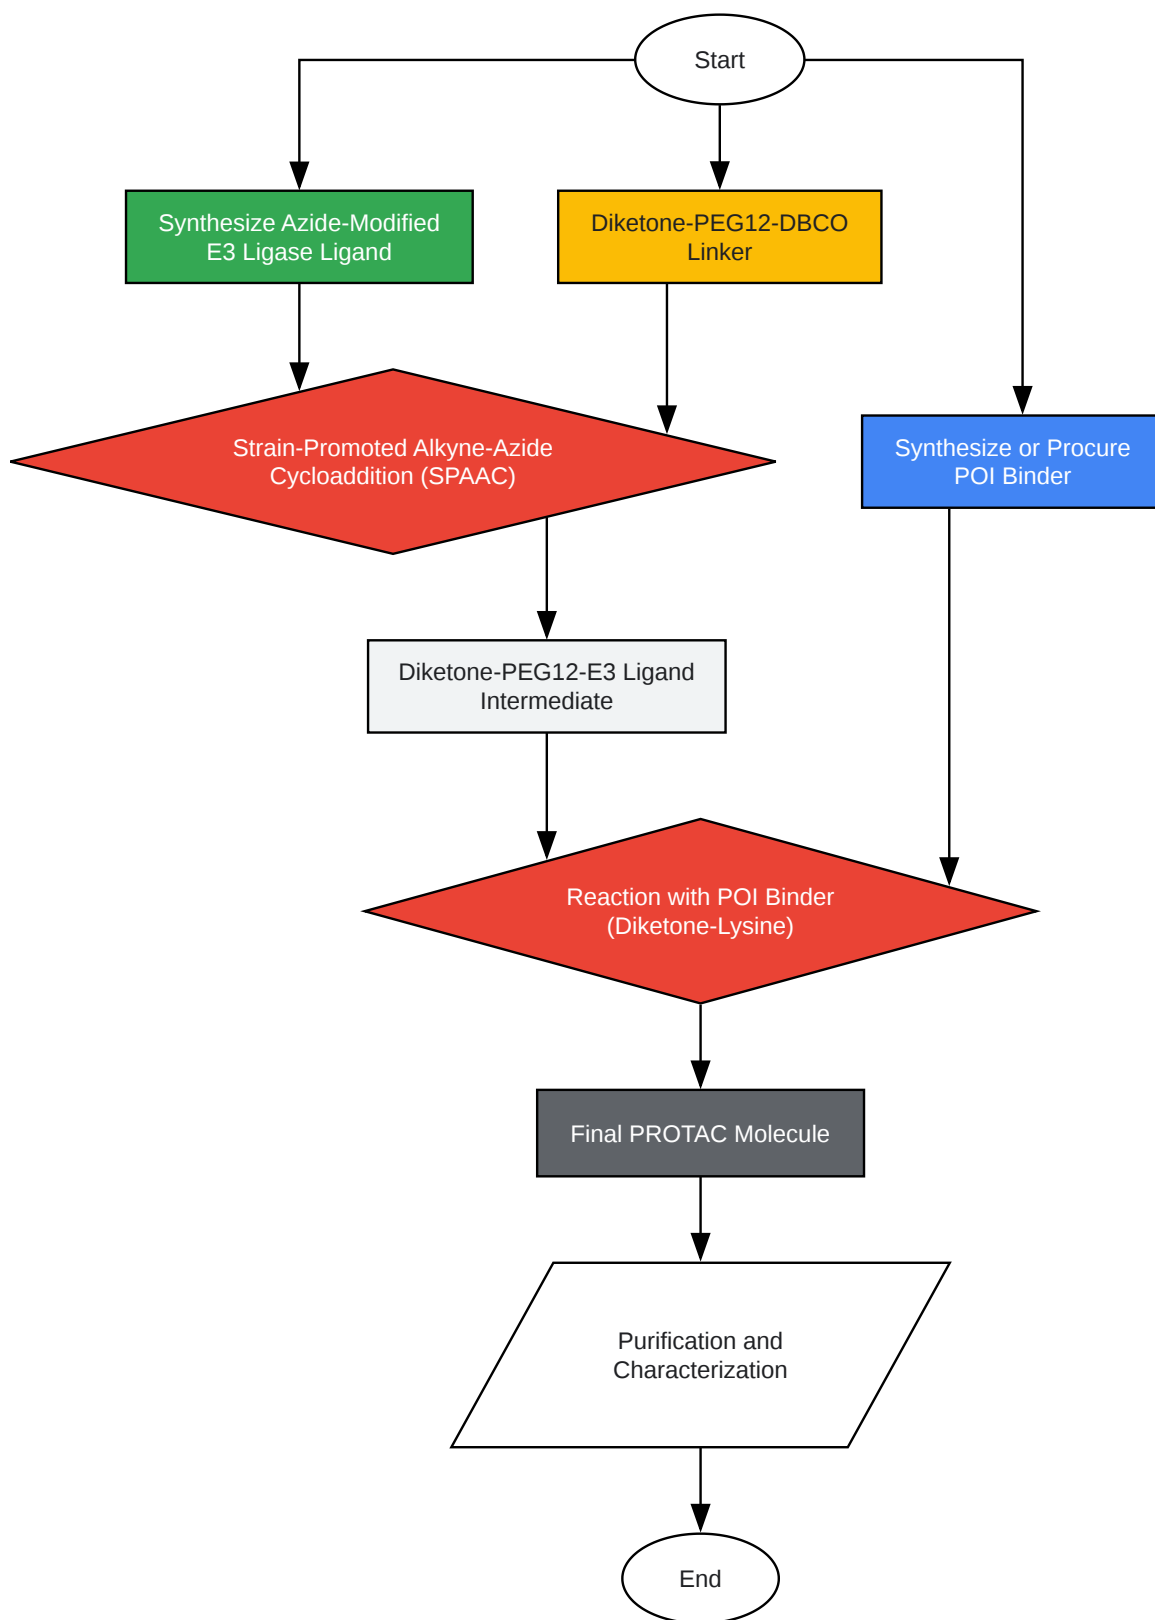 Start
Synthesize Azide-Modified
E3 Ligase Ligand
Diketone-PEG12-DBCO
Linker
Strain-Promoted Alkyne-Azide
Cycloaddition (SPAAC)
Synthesize or Procure
POI Binder
Diketone-PEG12-E3 Ligand
Intermediate
Reaction with POI Binder
(Diketone-Lysine)
Final PROTAC Molecule
Purification and
Characterization
End